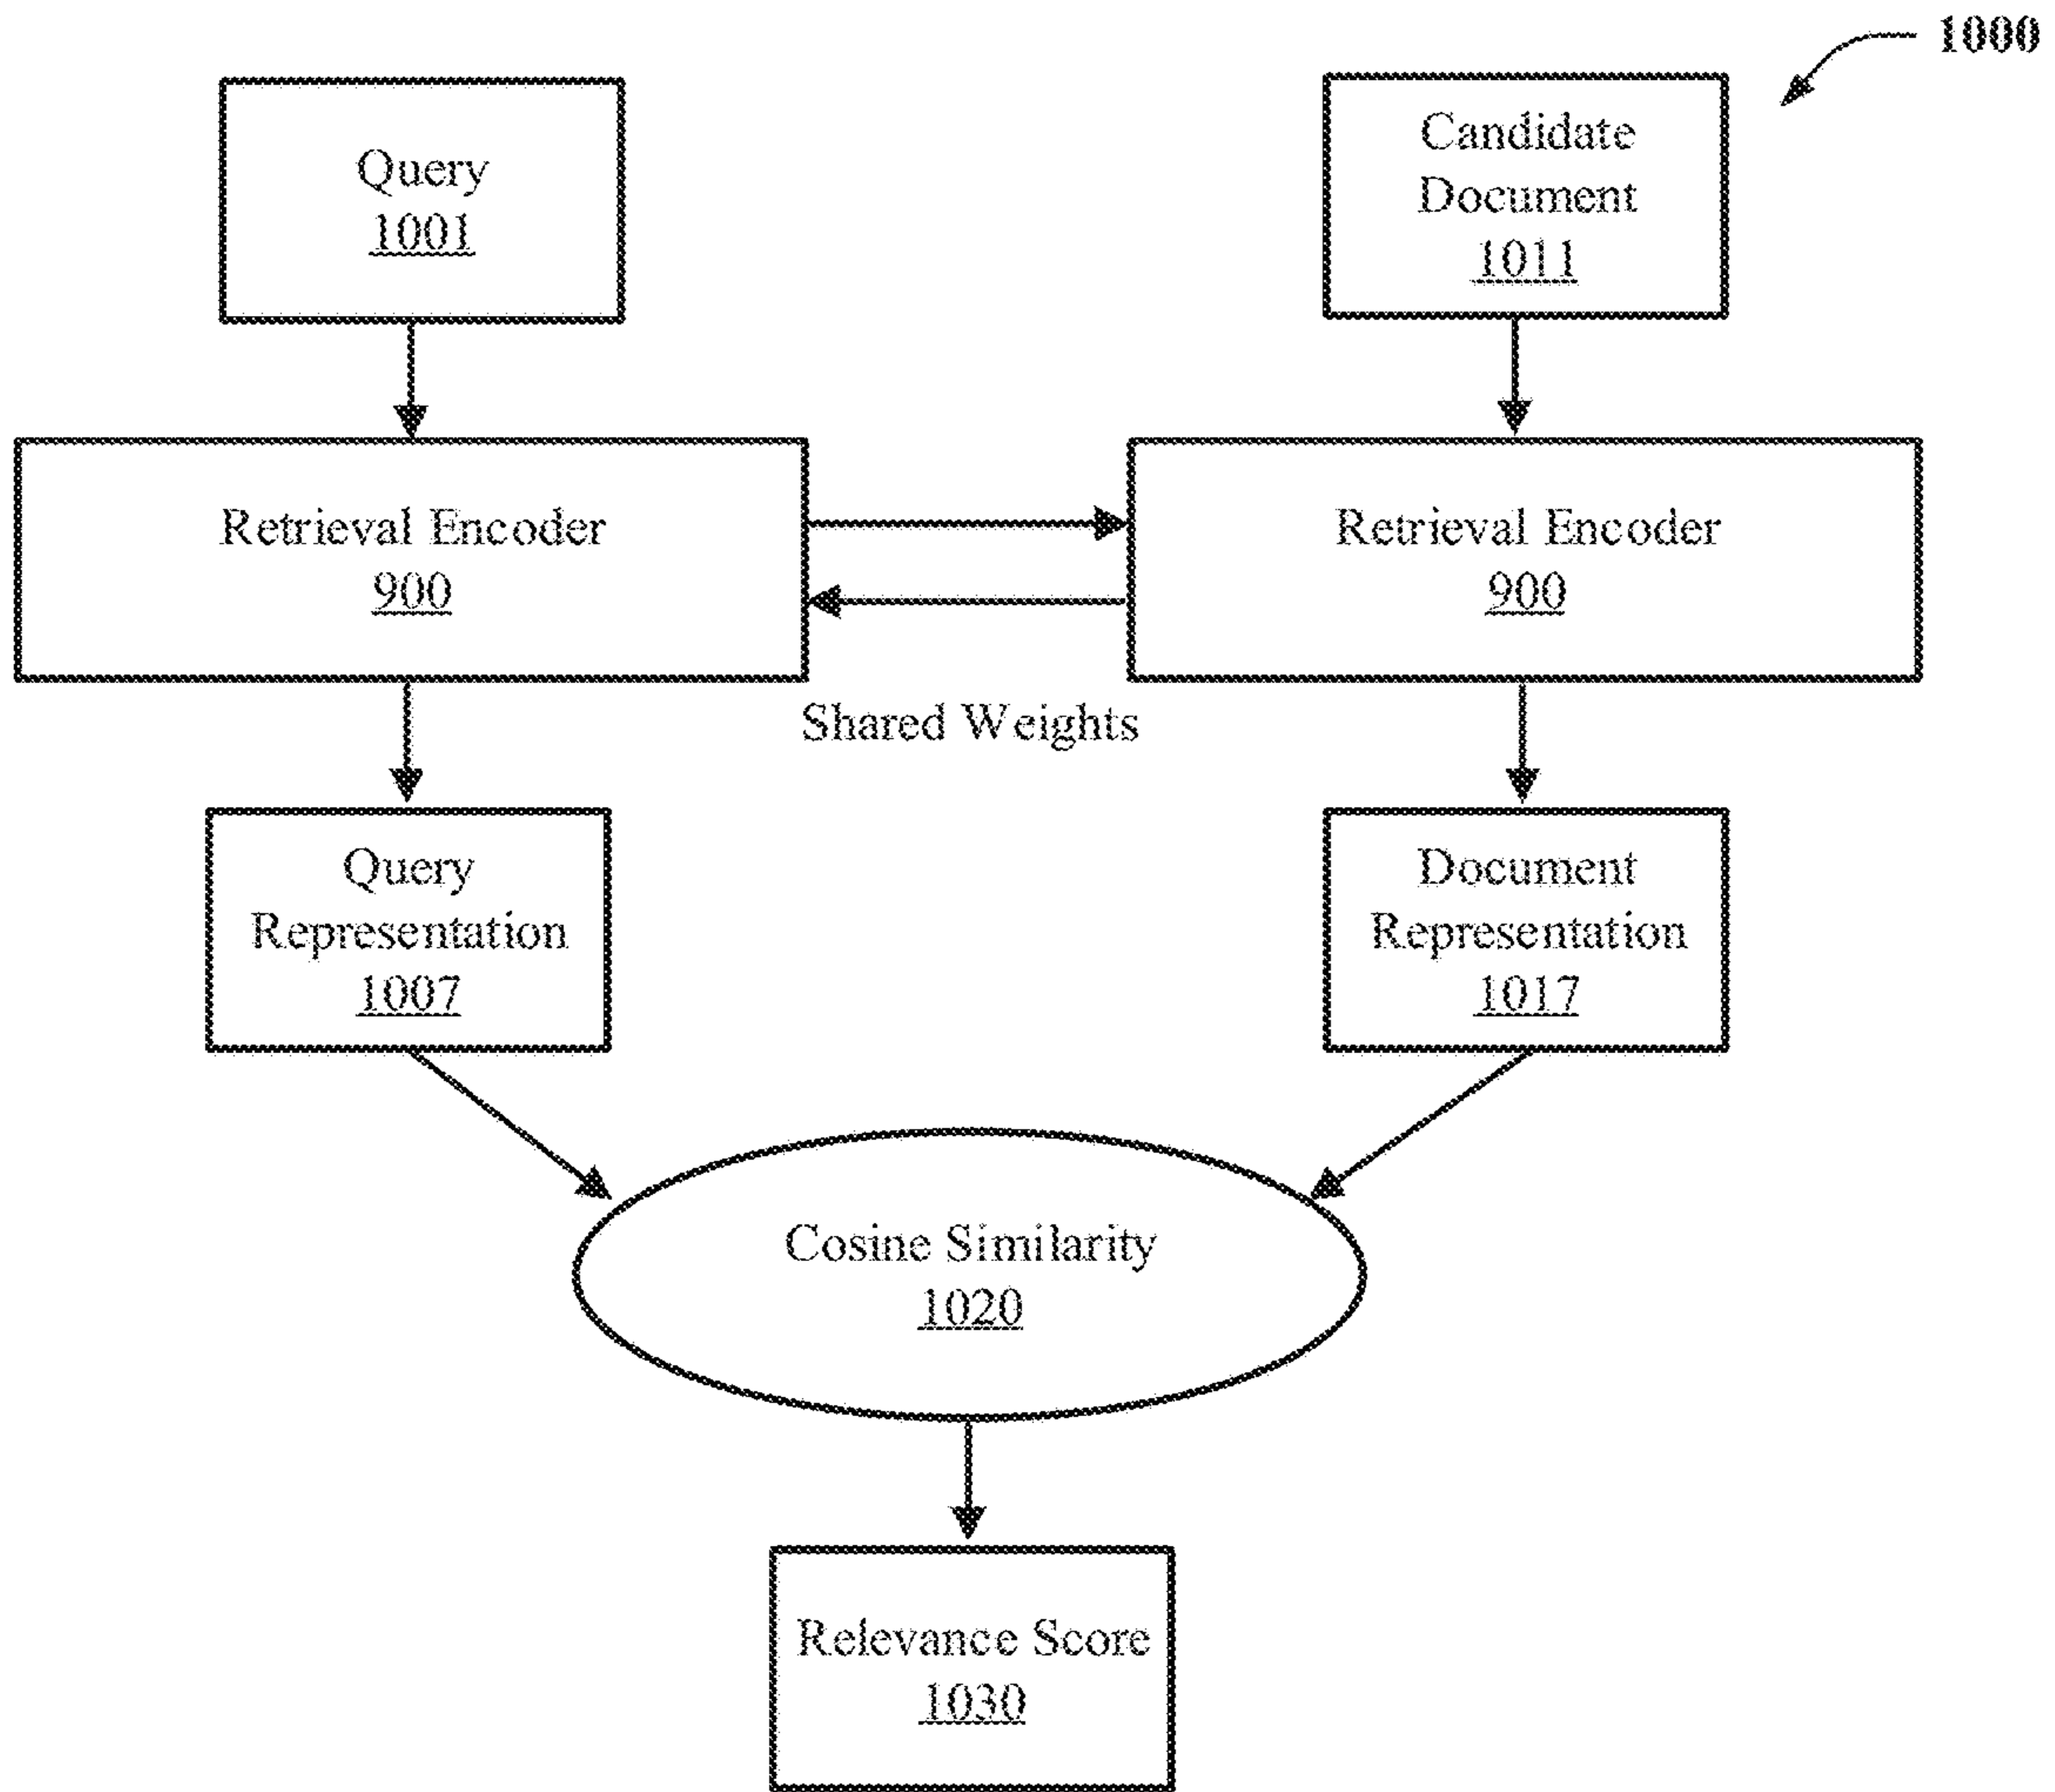 1000
Query
1001
Candidate
Document
1011
Retrieval Encoder
900
Retrieval Encoder
900
Shared Weights
Query
Representation
1007
Document
Representation
1017
Cosine Similarity
1020
Relevance Score
1030